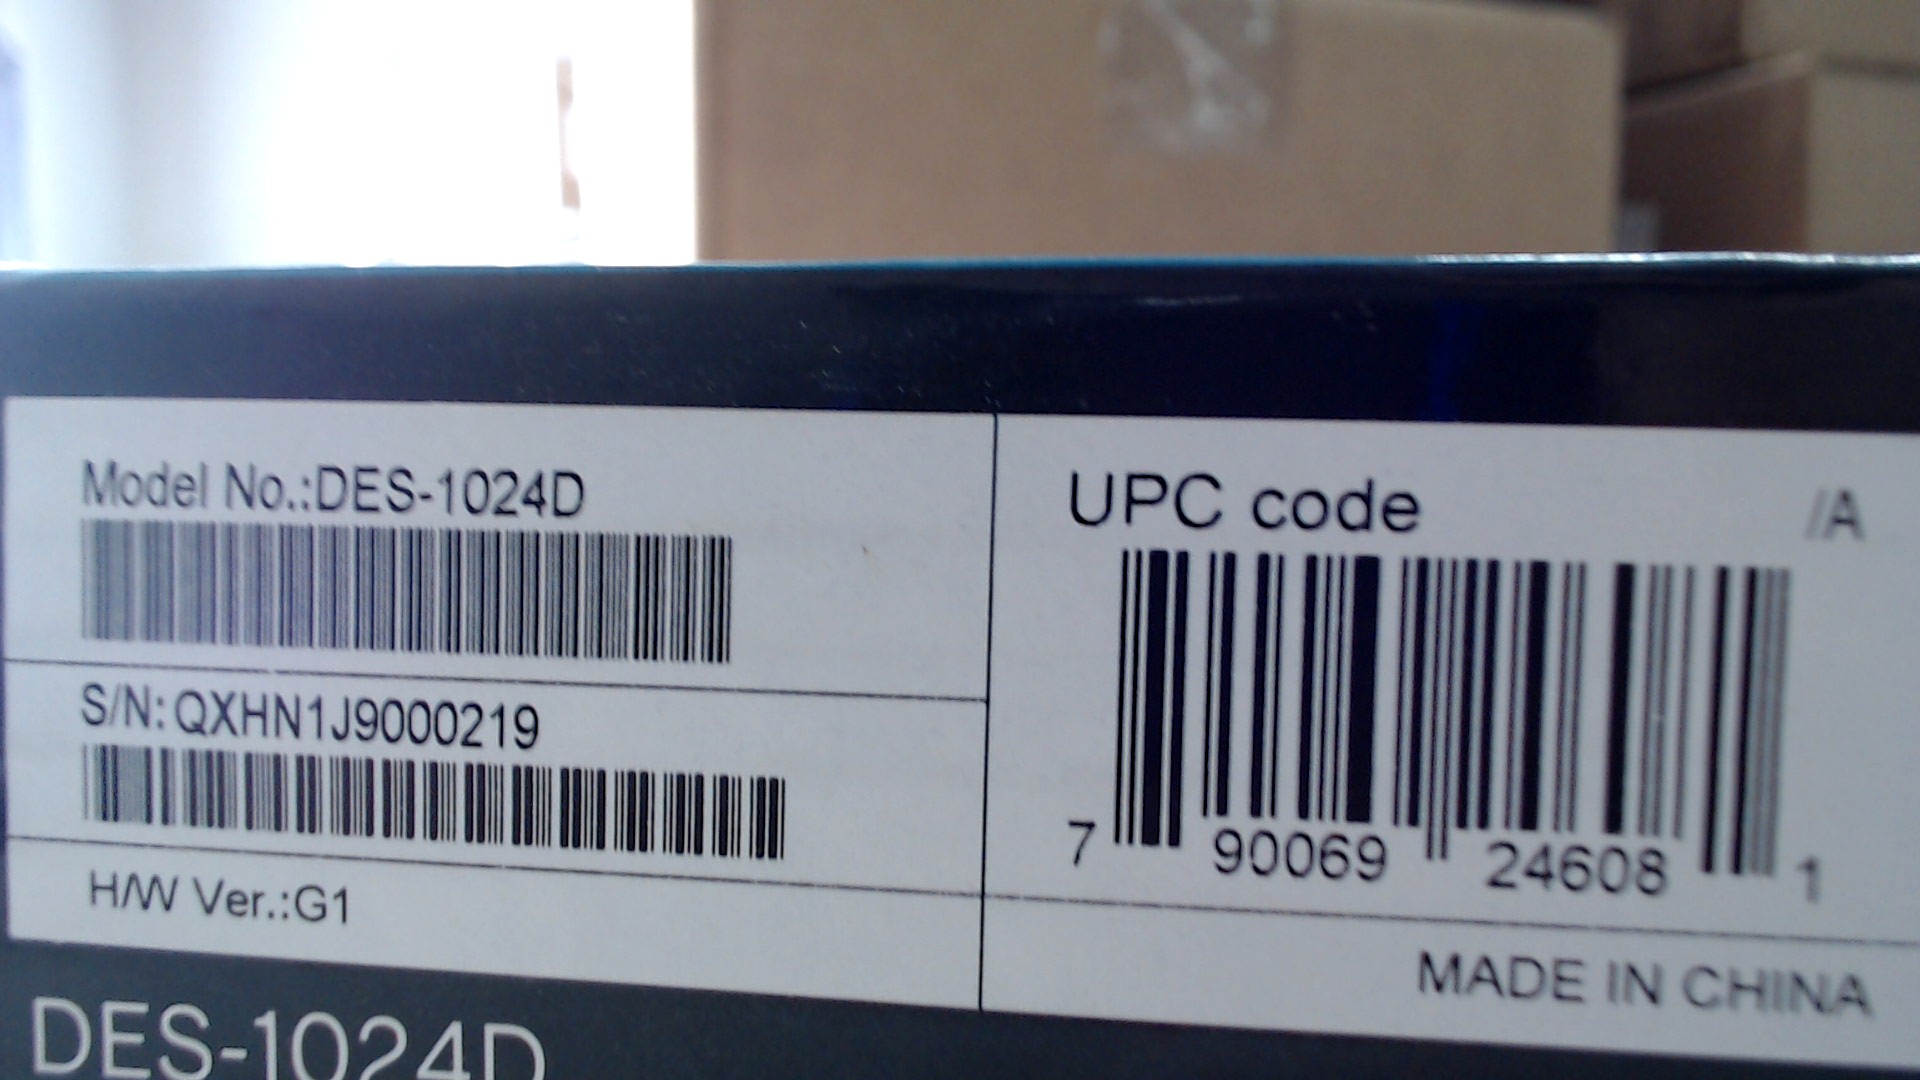 Model No.:DES-1024D
S/N: QXHN1J9000219
H/W Ver.:G1
UPC code /A
7 90069 24608 1
MADE IN CHINA
DES-1024D